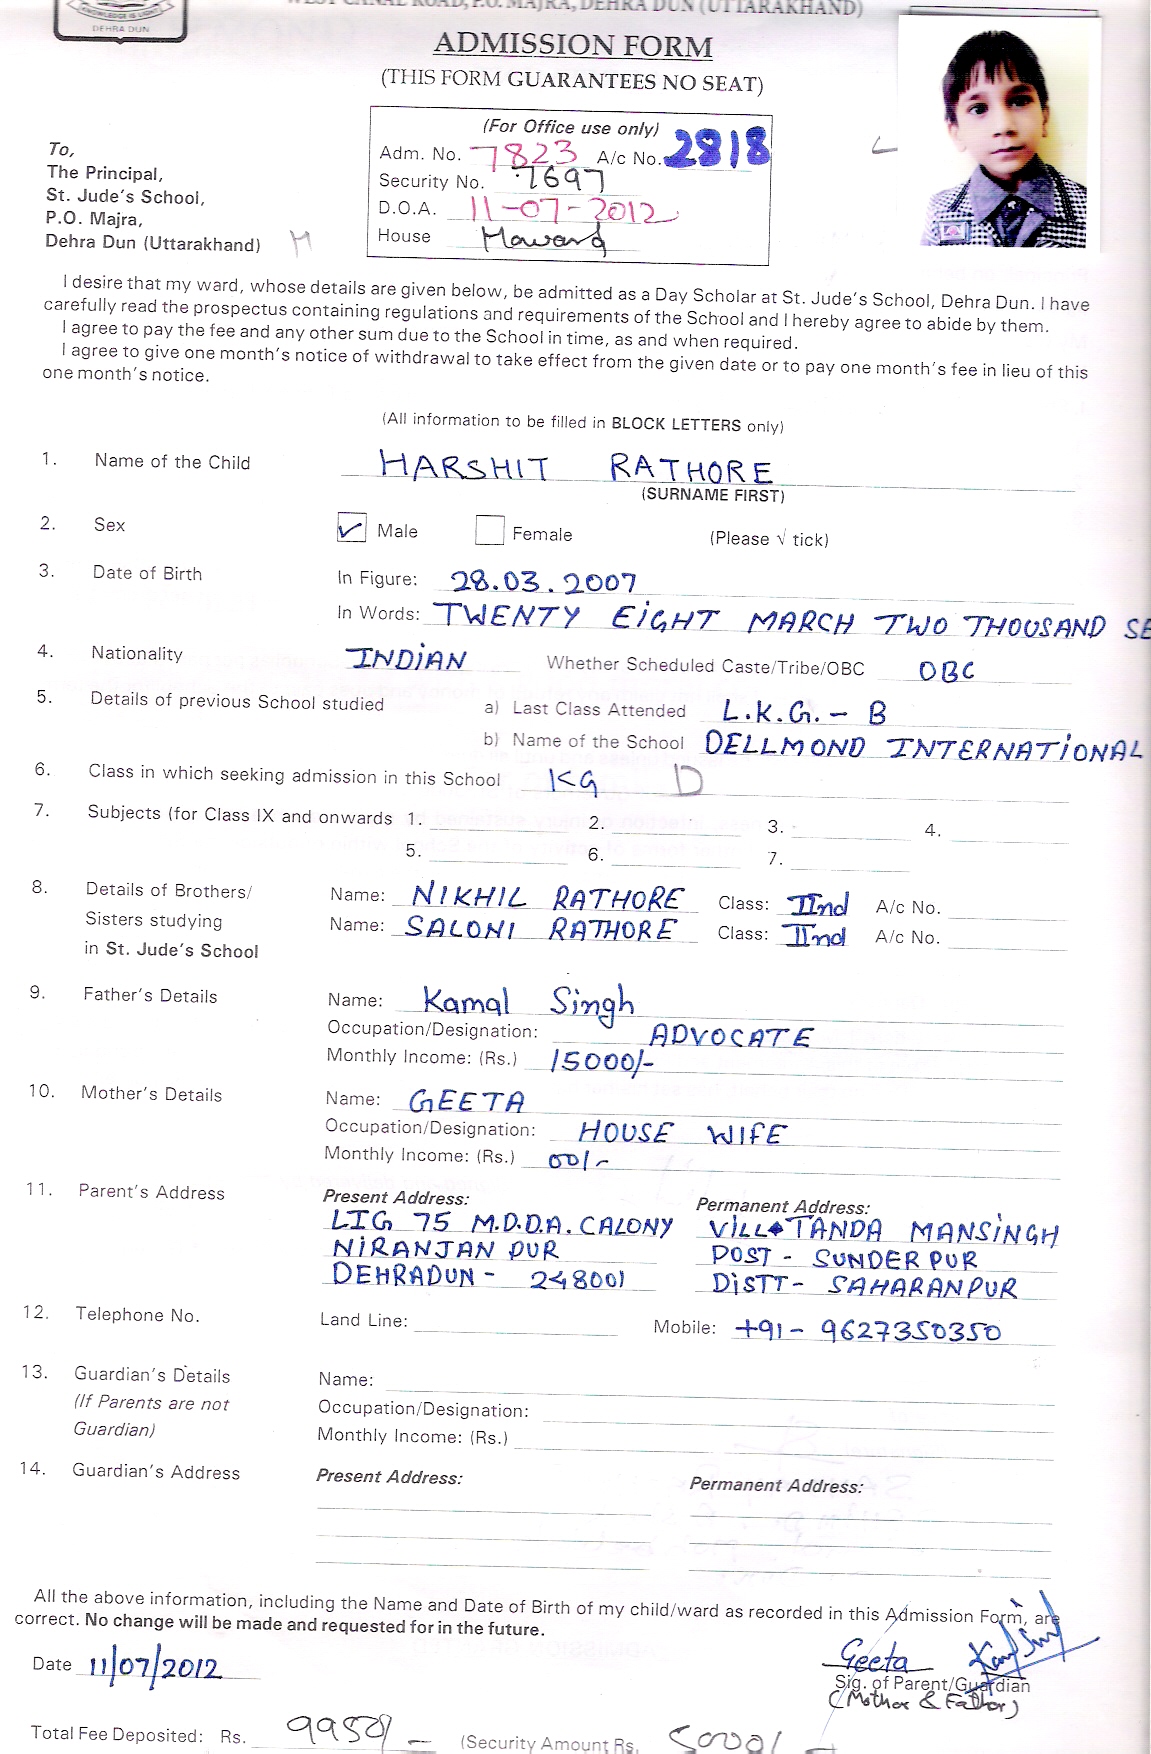 WEST CANAL ROAD, P.O. MAJRA, DEHRA DUN (UTTARAKHAND)
KNOWLEDGE IS LIGHT
DEHRA DUN
ADMISSION FORM
(THIS FORM GUARANTEES NO SEAT)
(For Office use only)
Adm. No. 7823 A/c No. 2818
Security No. 7697
D.O.A. 11-07-2012
House Haward
To,
The Principal,
St. Jude's School,
P.O. Majra,
Dehra Dun (Uttarakhand) M
I desire that my ward, whose details are given below, be admitted as a Day Scholar at St. Jude's School, Dehra Dun. I have
carefully read the prospectus containing regulations and requirements of the School and I hereby agree to abide by them.
I agree to pay the fee and any other sum due to the School in time, as and when required.
I agree to give one month's notice of withdrawal to take effect from the given date or to pay one month's fee in lieu of this
one month's notice.
(All information to be filled in BLOCK LETTERS only)
1. Name of the Child HARSHIT RATHORE
(SURNAME FIRST)
2. Sex ✓ Male Female (Please √ tick)
3. Date of Birth In Figure: 28.03.2007
In Words: TWENTY EiGHT MARCH TWO THOUSAND SE
4. Nationality INDiAN Whether Scheduled Caste/Tribe/OBC OBC
5. Details of previous School studied a) Last Class Attended L.K.G. - B
b) Name of the School DELLMOND INTERNATiONAL
6. Class in which seeking admission in this School KG D
7. Subjects (for Class IX and onwards 1. 2. 3. 4.
5. 6. 7.
8. Details of Brothers/ Name: NIKHIL RATHORE Class: IInd A/c No.
Sisters studying Name: SALONI RATHORE Class: IInd A/c No.
in St. Jude's School
9. Father's Details Name: Kamal Singh
Occupation/Designation: ADVOCATE
Monthly Income: (Rs.) 15000/-
10. Mother's Details Name: GEETA
Occupation/Designation: HOUSE WiFE
Monthly Income: (Rs.) 00/-
11. Parent's Address Present Address: Permanent Address:
LIG 75 M.D.D.A. CALONY ViLL TANDA MANSiNGH
NiRANJAN PUR POST - SUNDER PUR
DEHRADUN - 248001 DiSTT - SAHARANPUR
12. Telephone No. Land Line: Mobile: +91 - 9627350350
13. Guardian's Details Name:
(If Parents are not Occupation/Designation:
Guardian) Monthly Income: (Rs.)
14. Guardian's Address Present Address: Permanent Address:
All the above information, including the Name and Date of Birth of my child/ward as recorded in this Admission Form, are
correct. No change will be made and requested for in the future.
Date 11/07/2012 Geeta
Sig. of Parent/Guardian
(Mother & Father)
Total Fee Deposited: Rs. 9950/- (Security Amount Rs. 5000/-